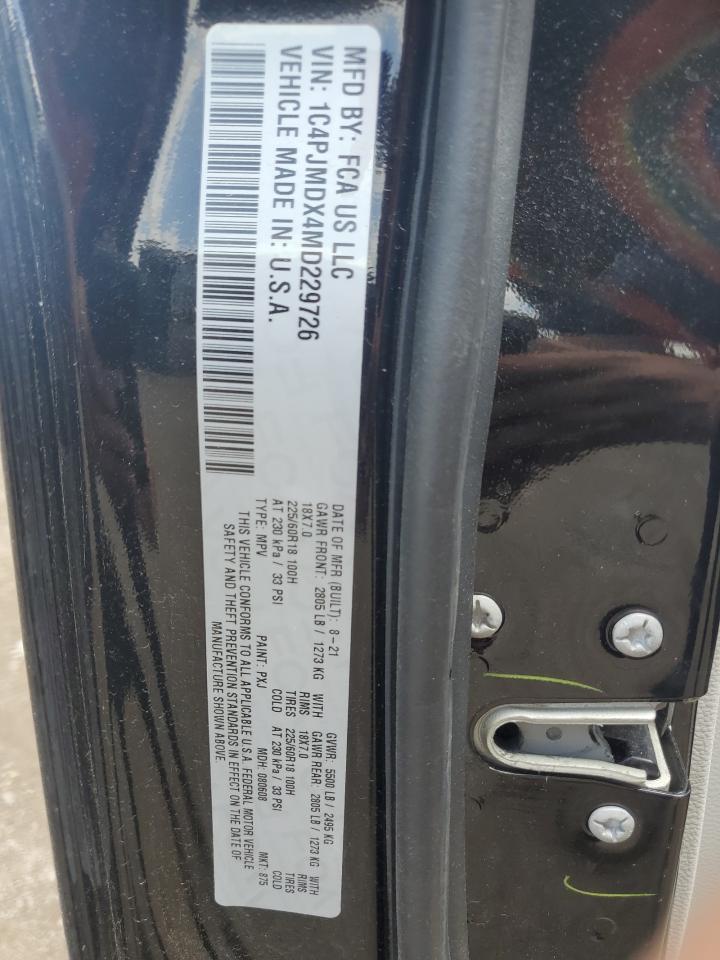 MFD BY: FCA US LLC
VIN: 1C4PJMDX4MD229726
VEHICLE MADE IN: U.S.A.
DATE OF MFR (BUILT): 8-21 GVWR: 5500 LB / 2495 KG
GAWR FRONT: 2805 LB / 1273 KG WITH GAWR REAR: 2805 LB / 1273 KG WITH
18X7.0 RIMS 18X7.0 RIMS
225/60R18 100H TIRES 225/60R18 100H TIRES
AT 230 kPa / 33 PSI COLD AT 230 kPa / 33 PSI COLD
TYPE: MPV PAINT: PXJ MDH: 080608 MKT: 875
THIS VEHICLE CONFORMS TO ALL APPLICABLE U.S.A. FEDERAL MOTOR VEHICLE
SAFETY AND THEFT PREVENTION STANDARDS IN EFFECT ON THE DATE OF
MANUFACTURE SHOWN ABOVE.